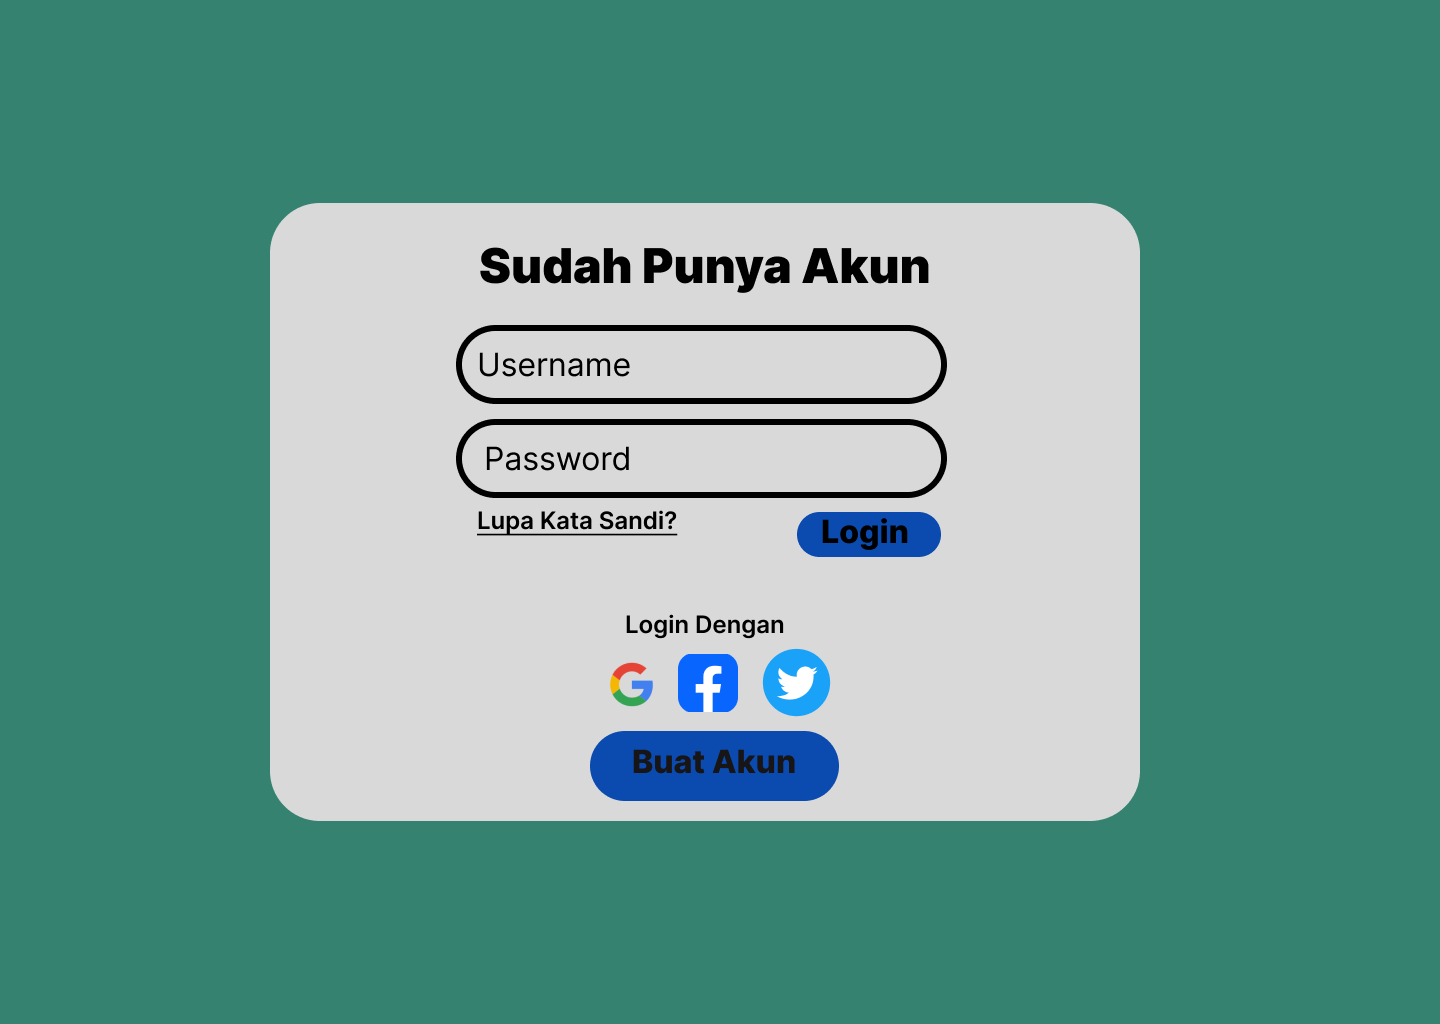 Sudah Punya Akun
Username
Password
Lupa Kata Sandi?
Login
Login Dengan
Buat Akun